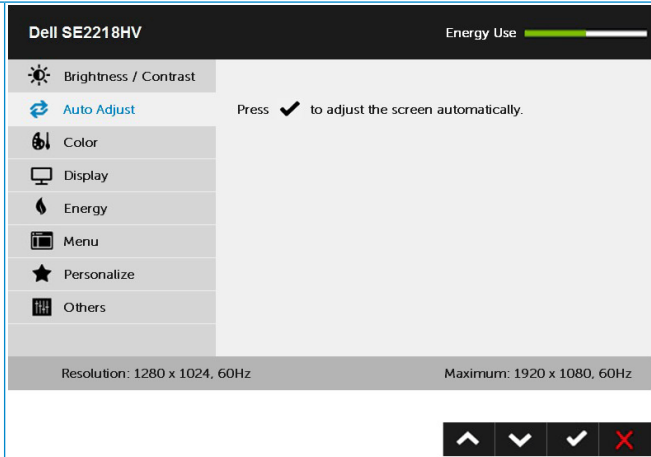 Dell SE2218HV
Energy Use
Brightness / Contrast
Auto Adjust
Press ✔ to adjust the screen automatically.
Color
Display
Energy
Menu
Personalize
Others
Resolution: 1280 x 1024, 60Hz
Maximum: 1920 x 1080, 60Hz